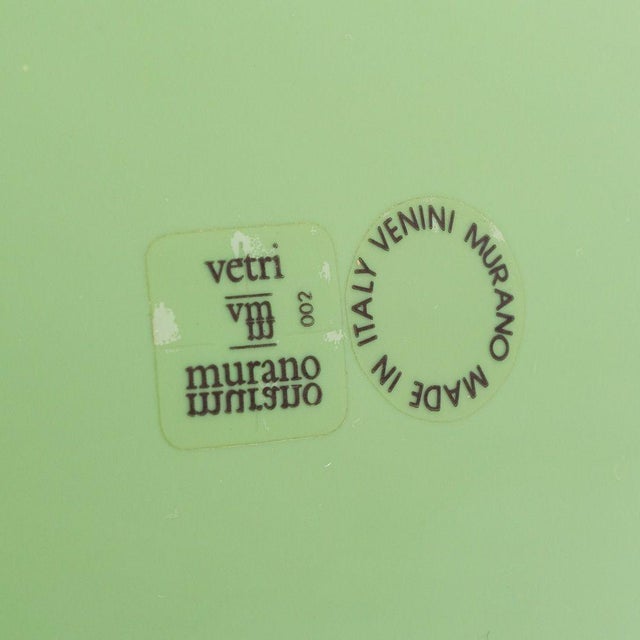 vetri
vm
m
002
murano
murano
VENINI MURANO MADE IN ITALY